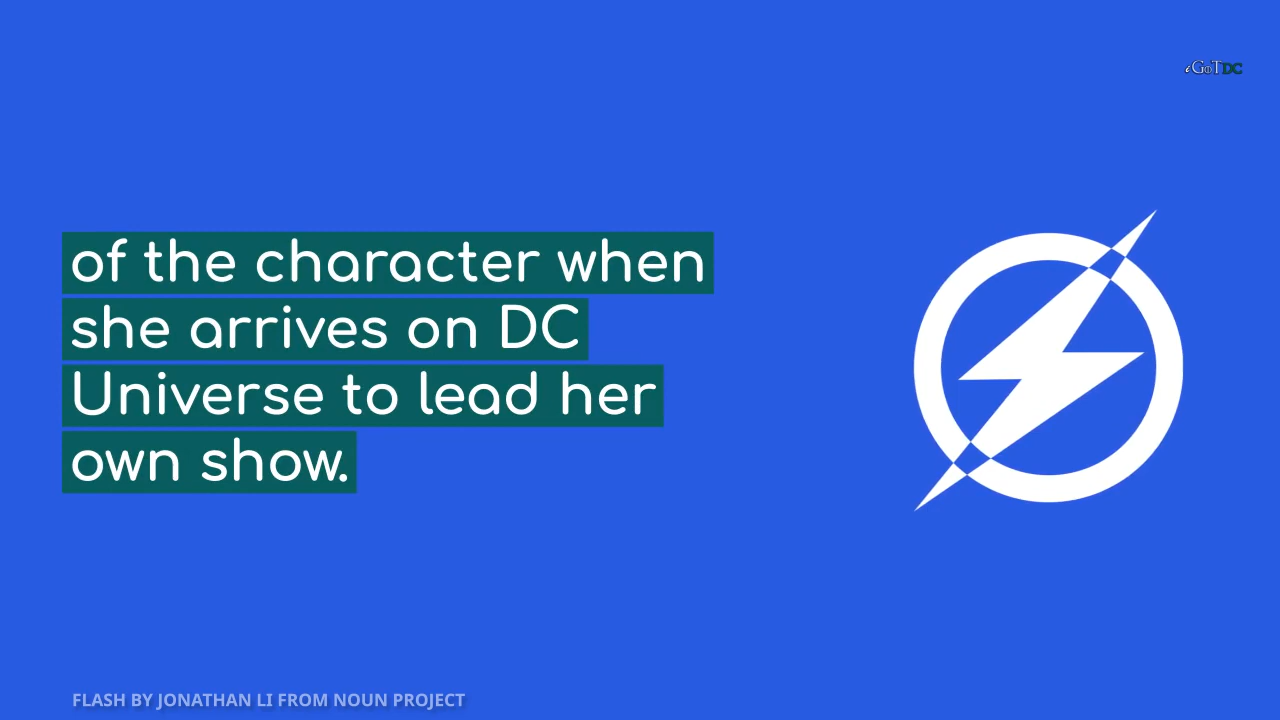 eGoTDC
of the character when
she arrives on DC
Universe to lead her
own show.
FLASH BY JONATHAN LI FROM NOUN PROJECT